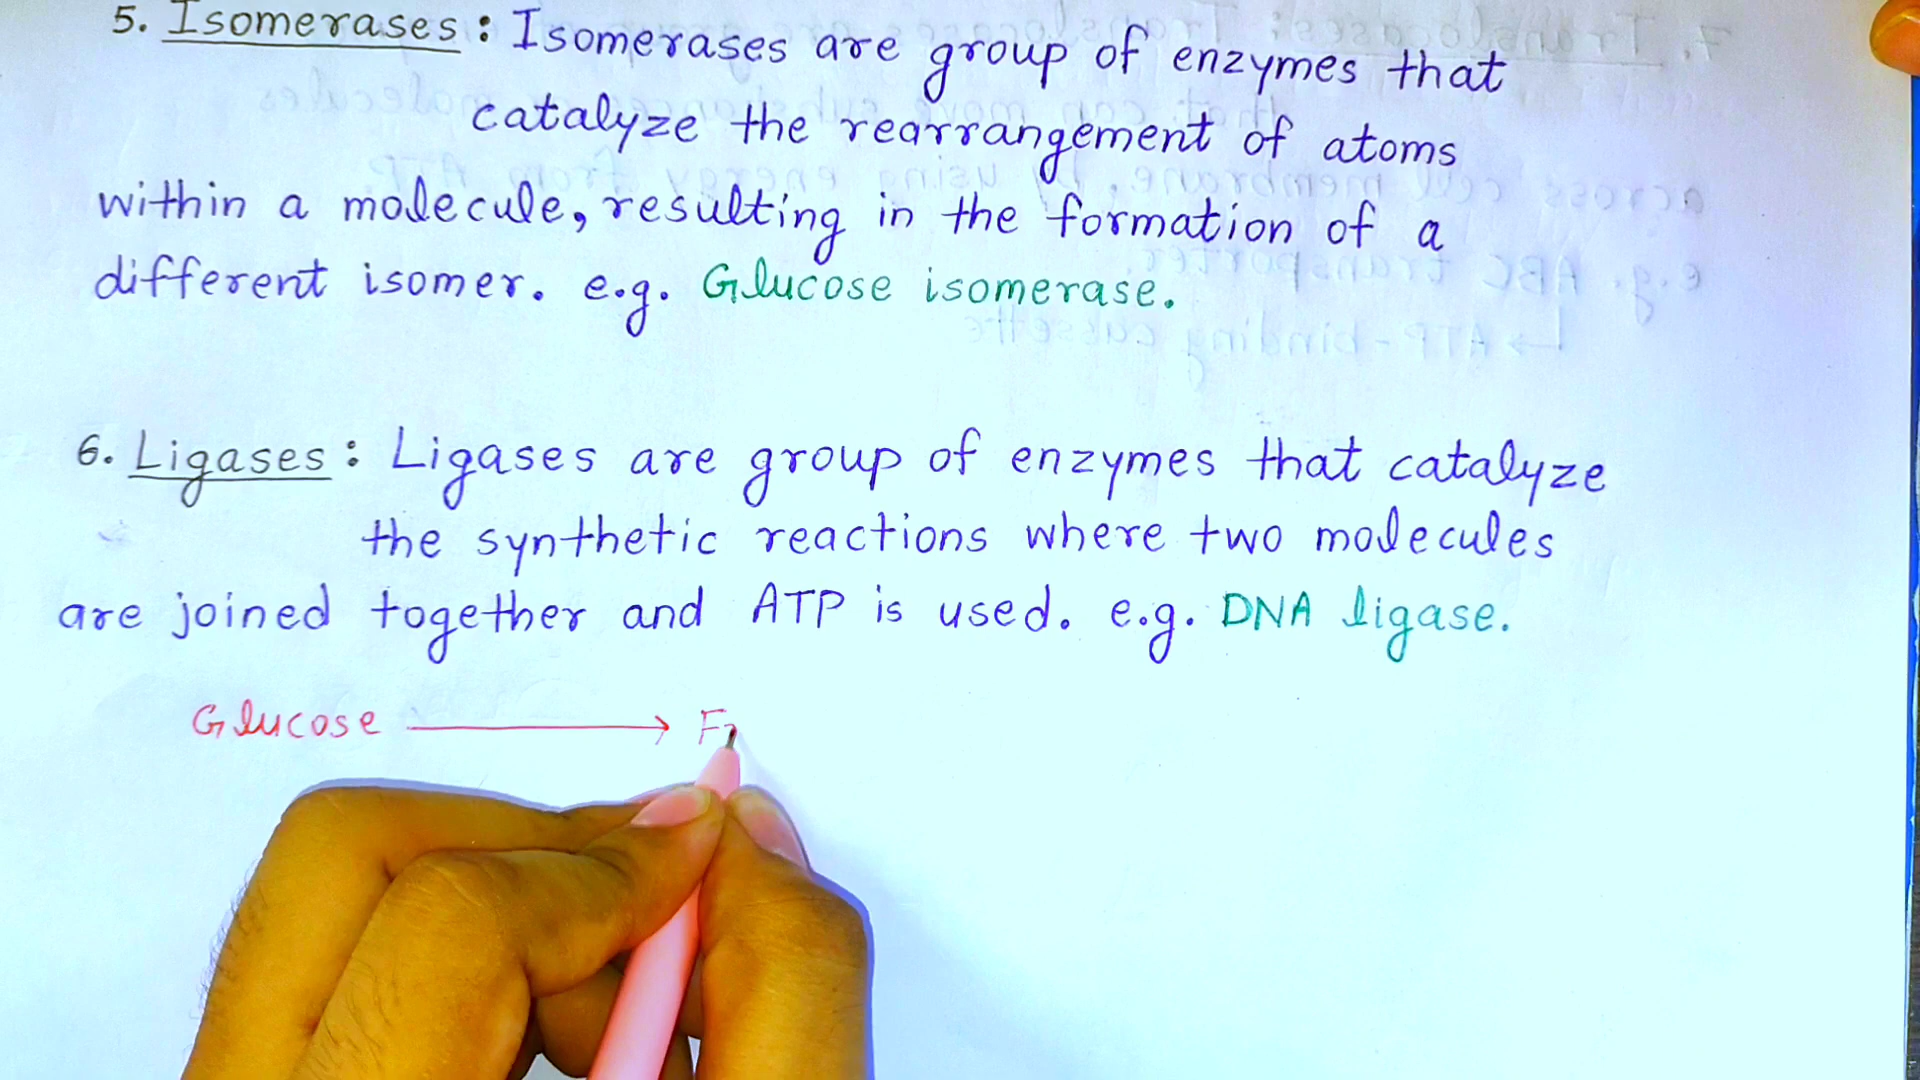 5. Isomerases : Isomerases are group of enzymes that
catalyze the rearrangement of atoms
within a molecule, resulting in the formation of a
different isomer. e.g. Glucose isomerase.
6. Ligases : Ligases are group of enzymes that catalyze
the synthetic reactions where two molecules
are joined together and ATP is used. e.g. DNA ligase.
Glucose → Fr